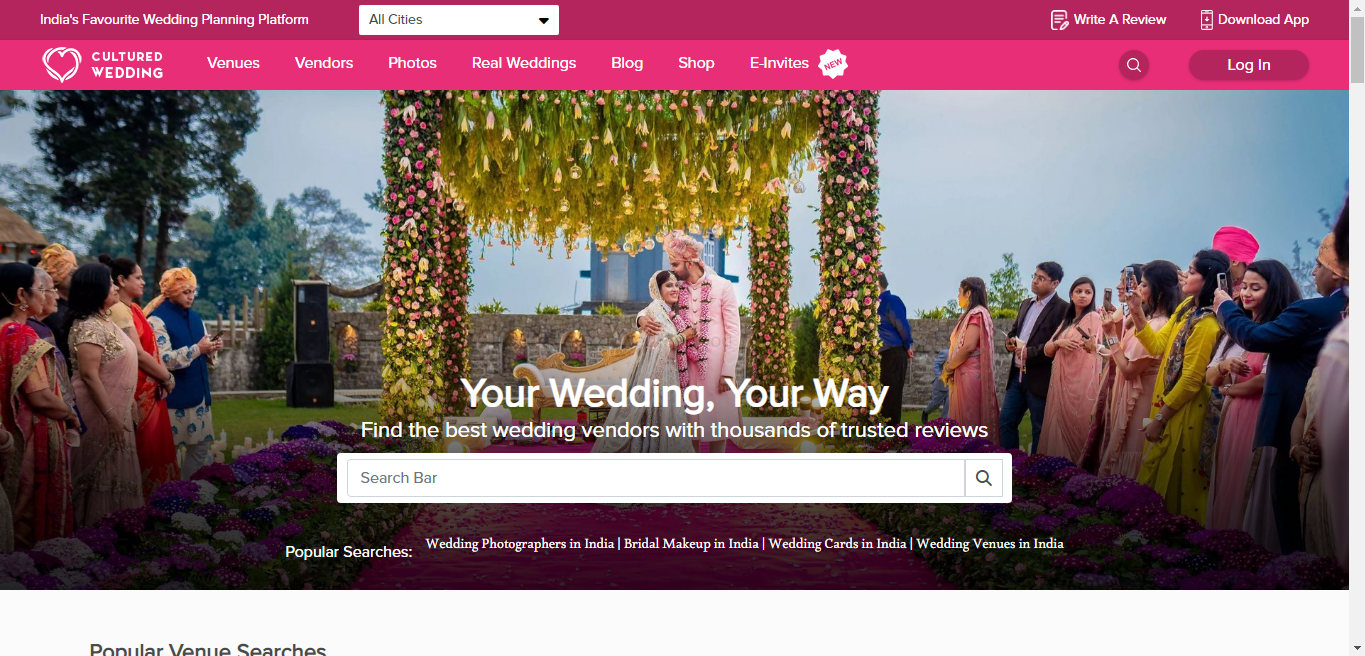 India's Favourite Wedding Planning Platform
All Cities
Write A Review
Download App
CULTURED
WEDDING
Venues
Vendors
Photos
Real Weddings
Blog
Shop
E-Invites
NEW
Log In
Your Wedding, Your Way
Find the best wedding vendors with thousands of trusted reviews
Search Bar
Popular Searches:
Wedding Photographers in India | Bridal Makeup in India | Wedding Cards in India | Wedding Venues in India
Popular Venue Searches